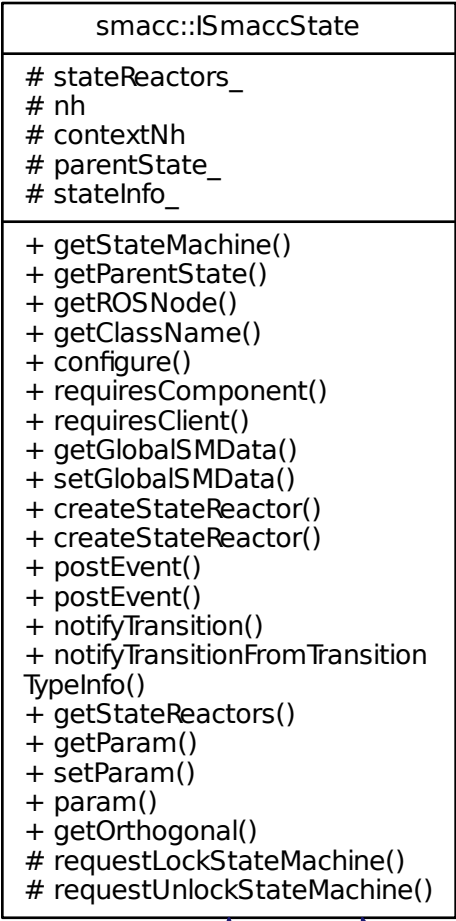 smacc::ISmaccState
# stateReactors_
# nh
# contextNh
# parentState_
# stateInfo_
+ getStateMachine()
+ getParentState()
+ getROSNode()
+ getClassName()
+ configure()
+ requiresComponent()
+ requiresClient()
+ getGlobalSMData()
+ setGlobalSMData()
+ createStateReactor()
+ createStateReactor()
+ postEvent()
+ postEvent()
+ notifyTransition()
+ notifyTransitionFromTransition
TypeInfo()
+ getStateReactors()
+ getParam()
+ setParam()
+ param()
+ getOrthogonal()
# requestLockStateMachine()
# requestUnlockStateMachine()